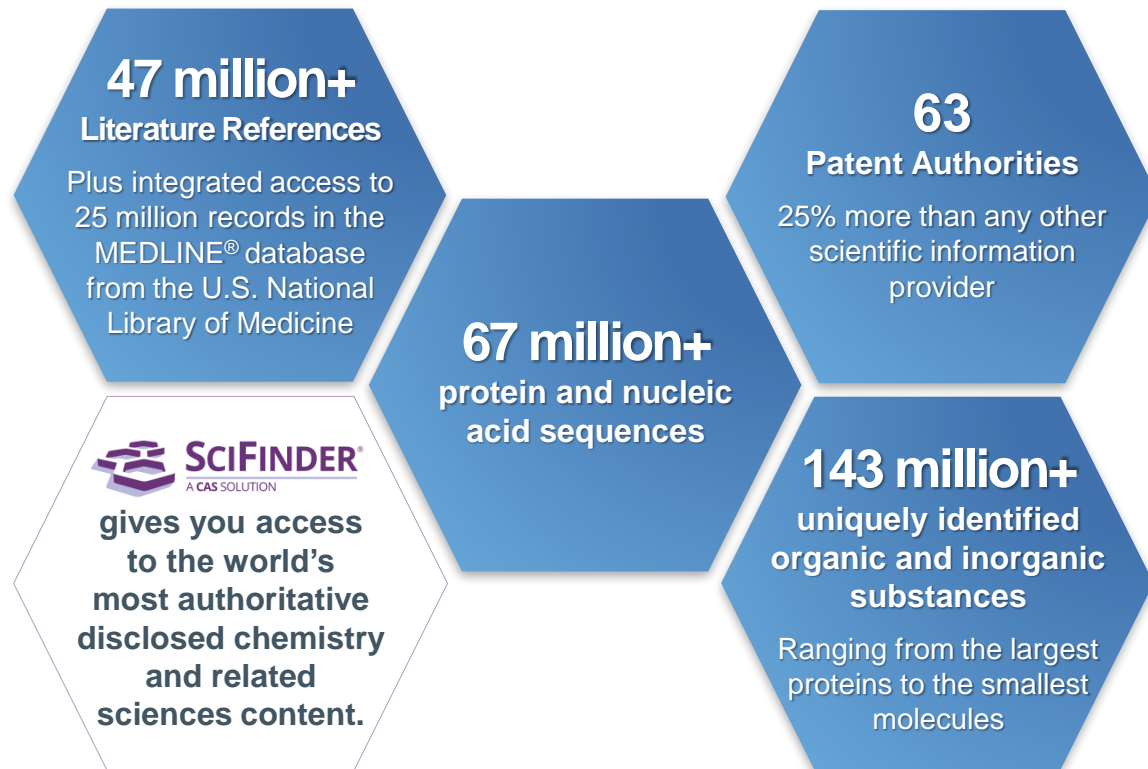 47 million+
Literature References
Plus integrated access to
25 million records in the
MEDLINE® database
from the U.S. National
Library of Medicine
63
Patent Authorities
25% more than any other
scientific information
provider
67 million+
protein and nucleic
acid sequences
SCIFINDER®
A CAS SOLUTION
gives you access
to the world’s
most authoritative
disclosed chemistry
and related
sciences content.
143 million+
uniquely identified
organic and inorganic
substances
Ranging from the largest
proteins to the smallest
molecules